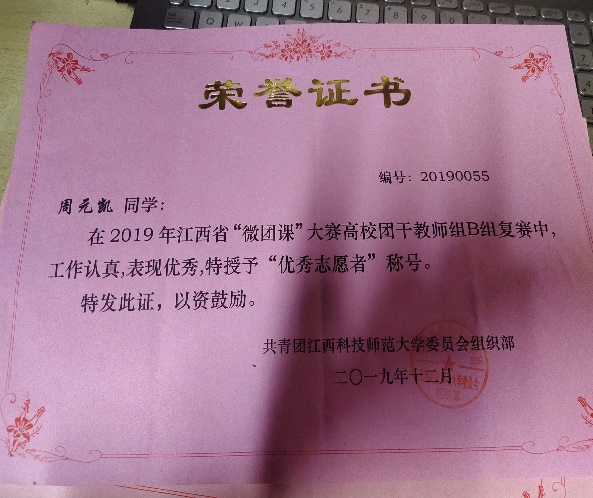 荣誉证书
编号：20190055
周元凯 同学：
在2019年江西省“微团课”大赛高校团干教师组B组复赛中，
工作认真,表现优秀,特授予“优秀志愿者”称号。
特发此证，以资鼓励。
共青团江西科技师范大学委员会组织部
二〇一九年十二月